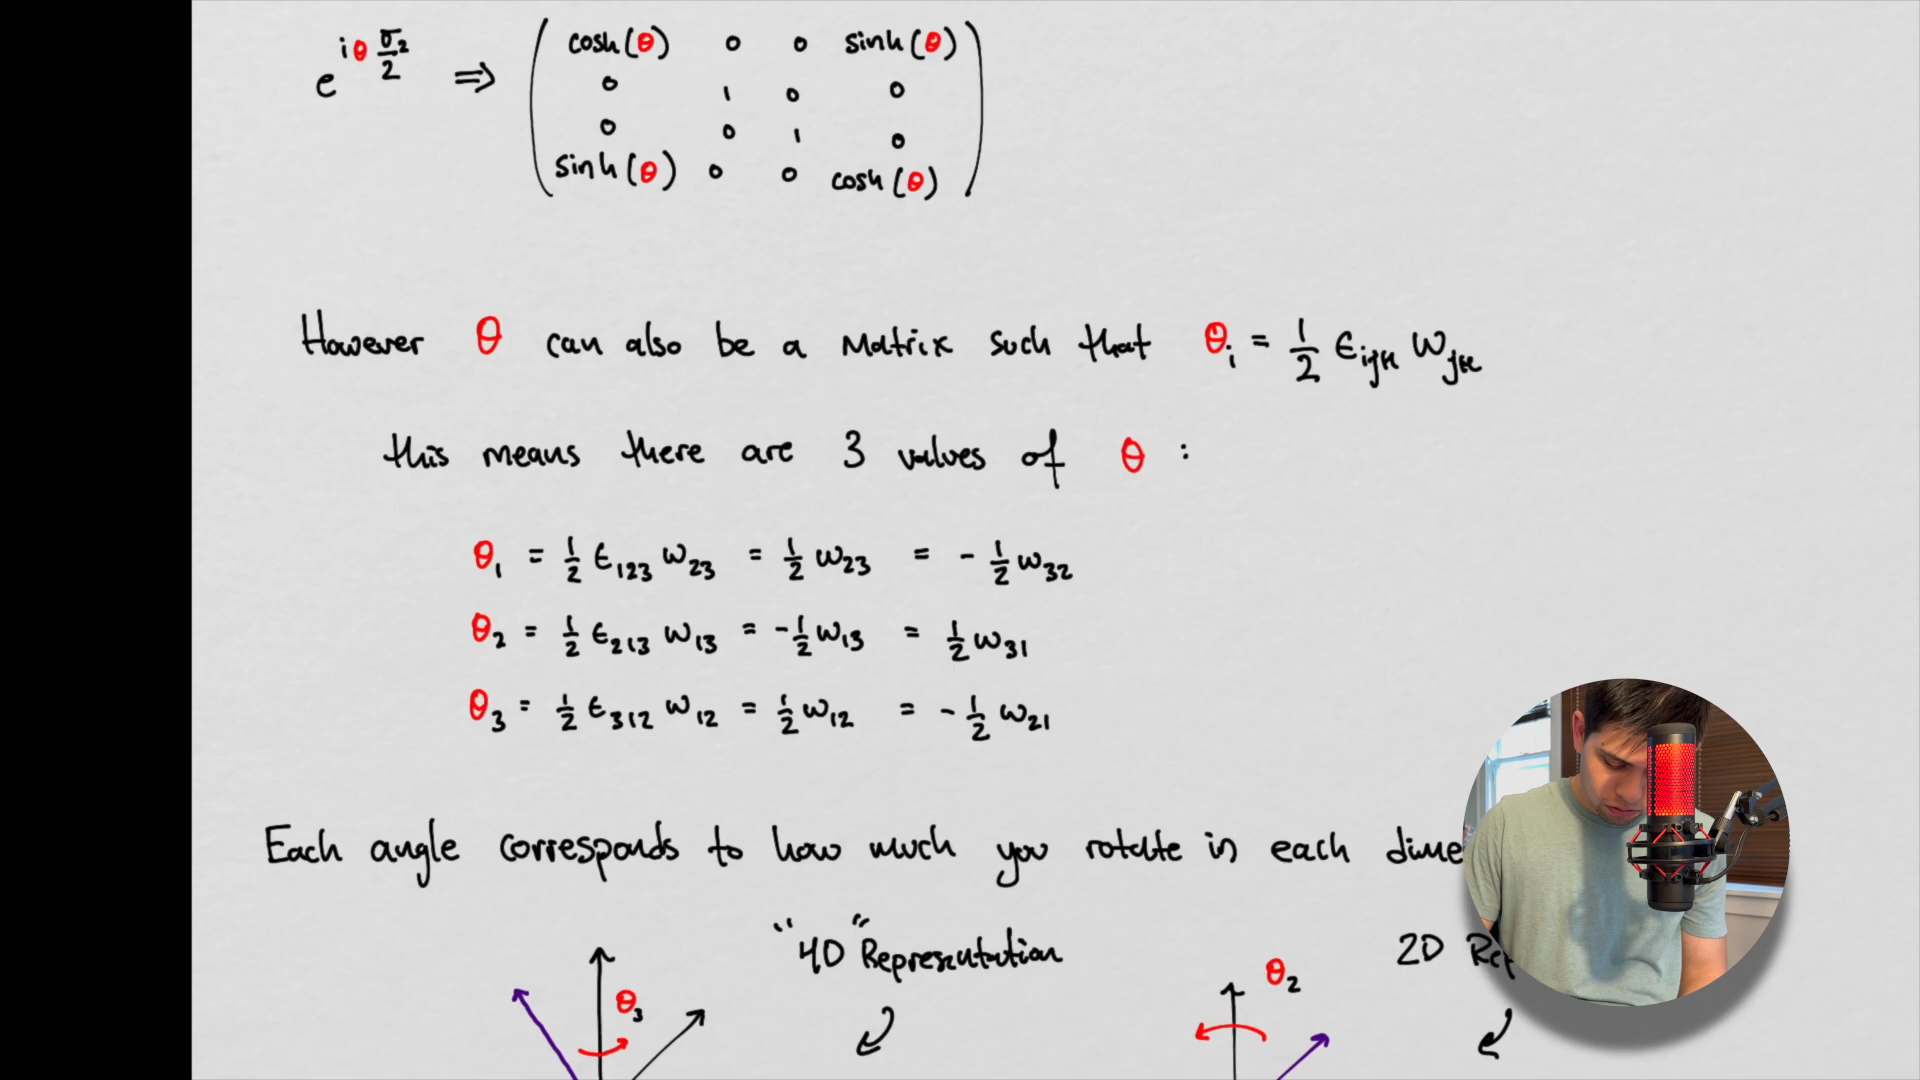 e^{iθ σ₂/2} ⇒ ( cosh(θ) 0 0 sinh(θ)
0 1 0 0
0 0 1 0
sinh(θ) 0 0 cosh(θ) )
However θ can also be a matrix such that θᵢ = 1/2 ϵᵢⱼₖ ωⱼₖ
this means there are 3 values of θ :
θ₁ = 1/2 ϵ₁₂₃ ω₂₃ = 1/2 ω₂₃ = - 1/2 ω₃₂
θ₂ = 1/2 ϵ₂₁₃ ω₁₃ = -1/2 ω₁₃ = 1/2 ω₃₁
θ₃ = 1/2 ϵ₃₁₂ ω₁₂ = 1/2 ω₁₂ = - 1/2 ω₂₁
Each angle corresponds to how much you rotate in each
"4D" Representation
2D
θ₃
θ₂